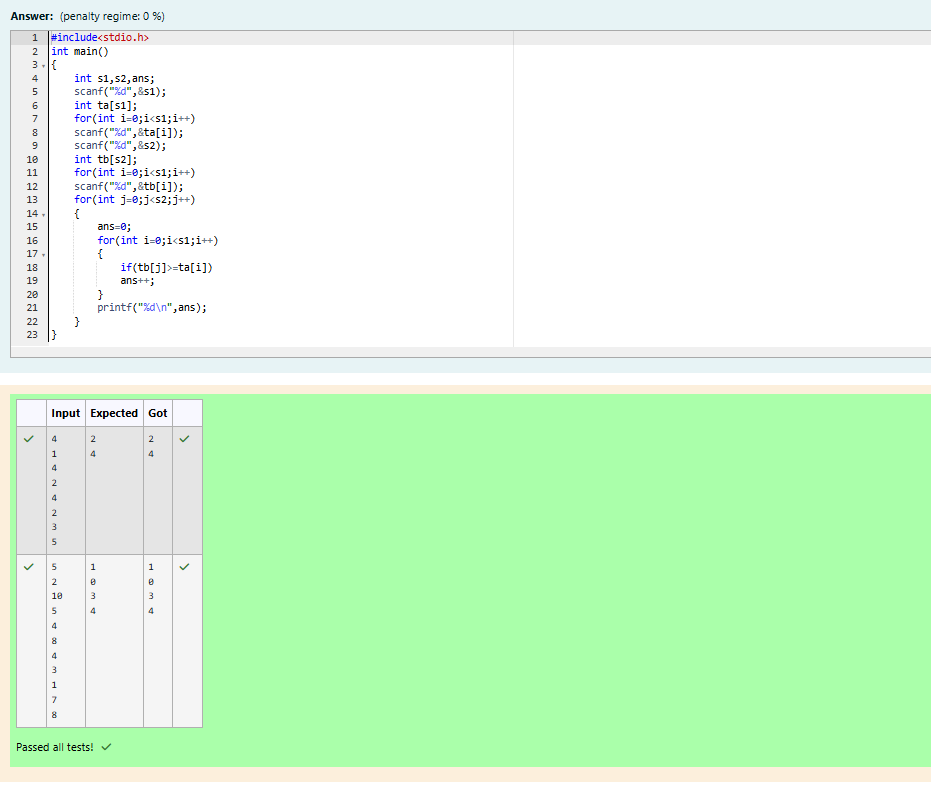 Answer: (penalty regime: 0 %)
1 #include<stdio.h>
2 int main()
3 {
4 int s1,s2,ans;
5 scanf("%d",&s1);
6 int ta[s1];
7 for(int i=0;i<s1;i++)
8 scanf("%d",&ta[i]);
9 scanf("%d",&s2);
10 int tb[s2];
11 for(int i=0;i<s1;i++)
12 scanf("%d",&tb[i]);
13 for(int j=0;j<s2;j++)
14 {
15 ans=0;
16 for(int i=0;i<s1;i++)
17 {
18 if(tb[j]>=ta[i])
19 ans++;
20 }
21 printf("%d\n",ans);
22 }
23 }
Input Expected Got
4 2 2
1 4 4
4
2
4
2
3
5
5 1 1
2 0 0
10 3 3
5 4 4
4
8
4
3
1
7
8
Passed all tests!